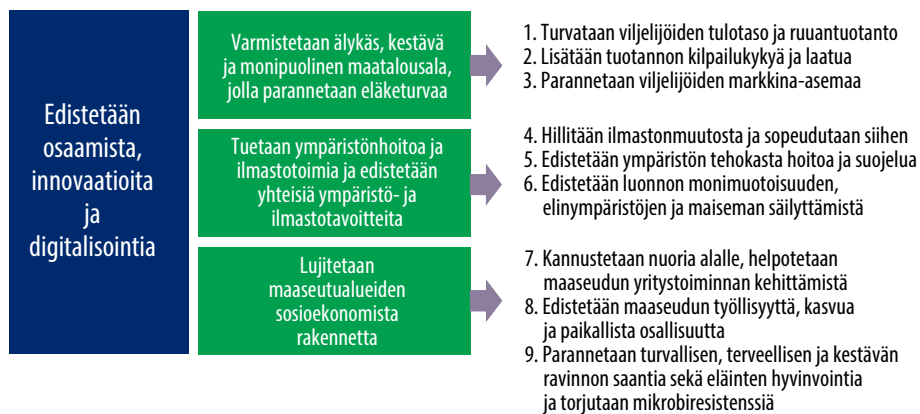 Edistetään
osaamista,
innovaatioita
ja
digitalisointia
Varmistetaan älykäs, kestävä
ja monipuolinen maatalousala,
jolla parannetaan eläketurvaa
1. Turvataan viljelijöiden tulotaso ja ruuantuotanto
2. Lisätään tuotannon kilpailukykyä ja laatua
3. Parannetaan viljelijöiden markkina-asemaa
Tuetaan ympäristönhoitoa ja
ilmastotoimia ja edistetään
yhteisiä ympäristö- ja
ilmastotavoitteita
4. Hillitään ilmastonmuutosta ja sopeudutaan siihen
5. Edistetään ympäristön tehokasta hoitoa ja suojelua
6. Edistetään luonnon monimuotoisuuden,
elinympäristöjen ja maiseman säilyttämistä
Lujitetaan
maaseutualueiden
sosioekonomista
rakennetta
7. Kannustetaan nuoria alalle, helpotetaan
maaseudun yritystoiminnan kehittämistä
8. Edistetään maaseudun työllisyyttä, kasvua
ja paikallista osallisuutta
9. Parannetaan turvallisen, terveellisen ja kestävän
ravinnon saantia sekä eläinten hyvinvointia
ja torjutaan mikrobiresistenssiä